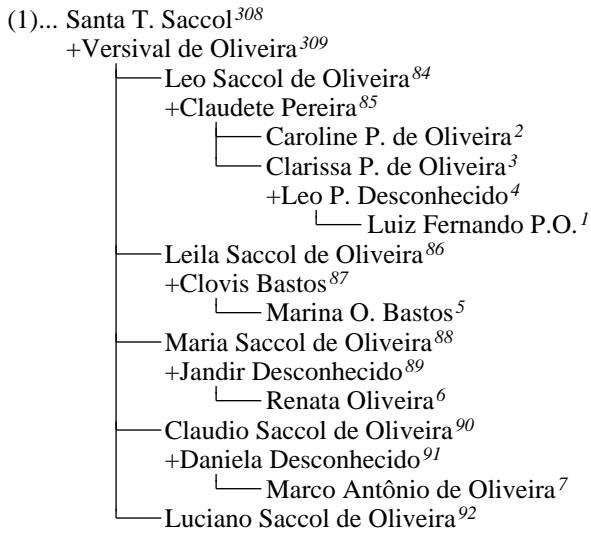 (1)... Santa T. Saccol308
+Versival de Oliveira309
Leo Saccol de Oliveira84
+Claudete Pereira85
Caroline P. de Oliveira2
Clarissa P. de Oliveira3
+Leo P. Desconhecido4
Luiz Fernando P.O.1
Leila Saccol de Oliveira86
+Clovis Bastos87
Marina O. Bastos5
Maria Saccol de Oliveira88
+Jandir Desconhecido89
Renata Oliveira6
Claudio Saccol de Oliveira90
+Daniela Desconhecido91
Marco Antônio de Oliveira7
Luciano Saccol de Oliveira92